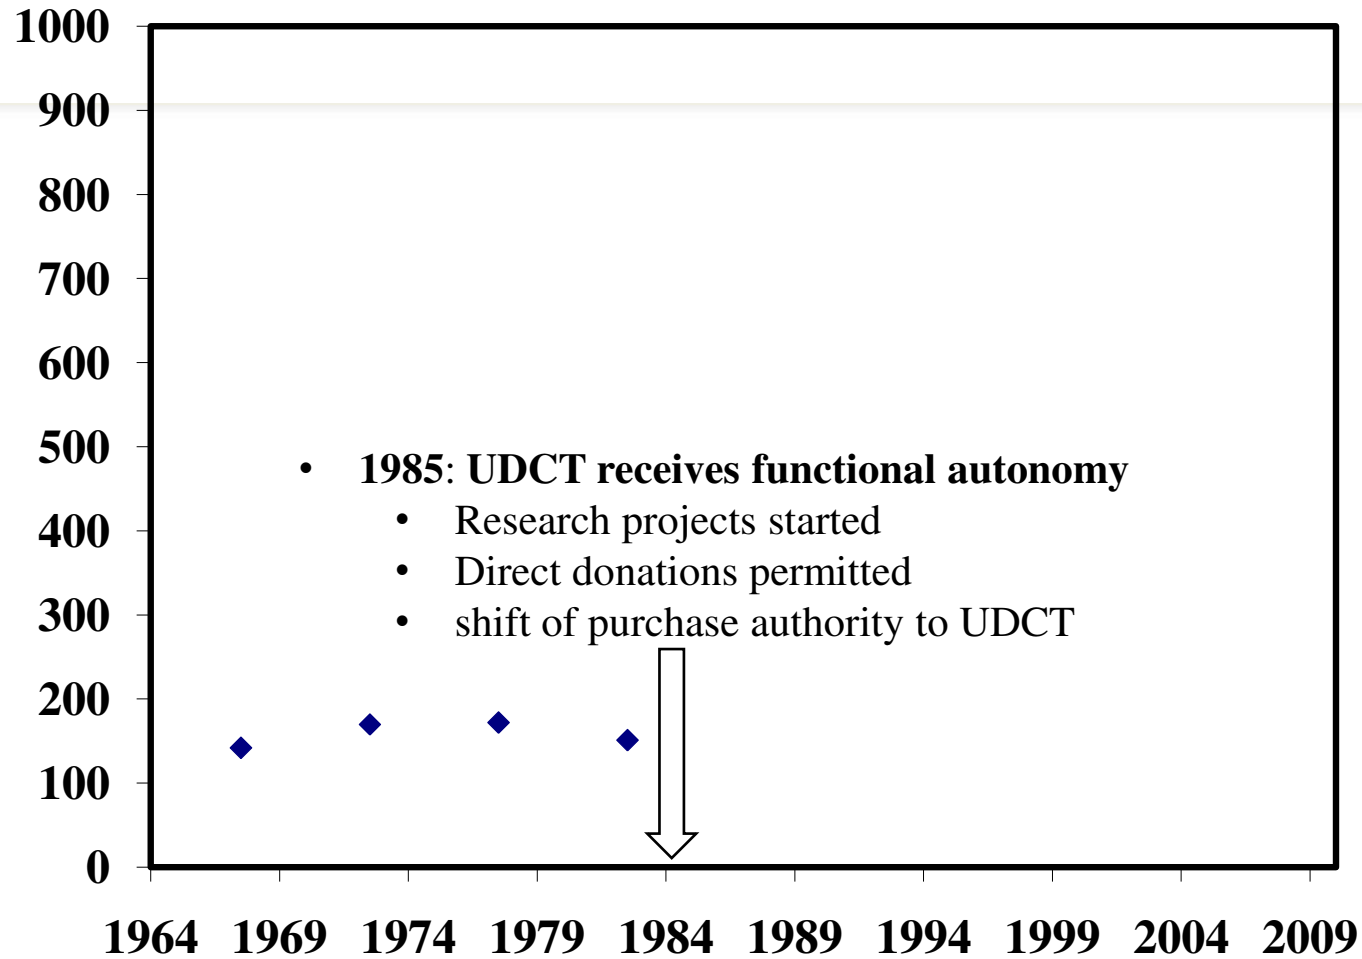 1000
900
800
700
600
500
400
300
200
100
0
• 1985: UDCT receives functional autonomy
• Research projects started
• Direct donations permitted
• shift of purchase authority to UDCT
1964 1969 1974 1979 1984 1989 1994 1999 2004 2009